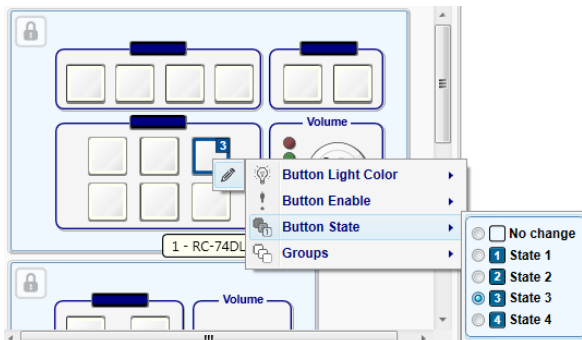 Volume
3
Button Light Color
Button Enable
Button State
1 - RC-74DL
Groups
No change
1 State 1
2 State 2
3 State 3
4 State 4
Volume